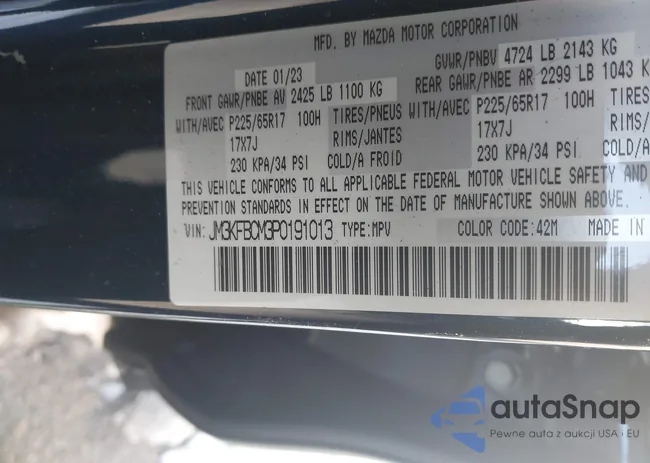 MFD. BY MAZDA MOTOR CORPORATION
DATE 01/23 GVWR/PNBV 4724 LB 2143 KG
FRONT GAWR/PNBE AV 2425 LB 1100 KG REAR GAWR/PNBE AR 2299 LB 1043 K
WITH/AVEC P225/65R17 100H TIRES/PNEUS WITH/AVEC P225/65R17 100H TIRES/
17X7J RIMS/JANTES 17X7J RIMS/
230 KPA/34 PSI COLD/A FROID 230 KPA/34 PSI COLD/A
THIS VEHICLE CONFORMS TO ALL APPLICABLE FEDERAL MOTOR VEHICLE SAFETY AND
PREVENTION STANDARDS IN EFFECT ON THE DATE OF MANUFACTURE SHOWN ABOVE.
VIN: JM3KFBCM3P0191013 TYPE:MPV COLOR CODE:42M MADE IN
autaSnap
Pewne auta z aukcji USA i EU